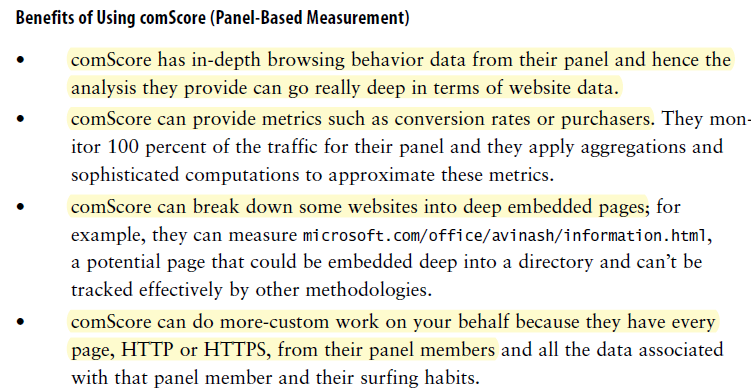 Benefits of Using comScore (Panel-Based Measurement)
• comScore has in-depth browsing behavior data from their panel and hence the
analysis they provide can go really deep in terms of website data.
• comScore can provide metrics such as conversion rates or purchasers. They mon-
itor 100 percent of the traffic for their panel and they apply aggregations and
sophisticated computations to approximate these metrics.
• comScore can break down some websites into deep embedded pages; for
example, they can measure microsoft.com/office/avinash/information.html,
a potential page that could be embedded deep into a directory and can’t be
tracked effectively by other methodologies.
• comScore can do more-custom work on your behalf because they have every
page, HTTP or HTTPS, from their panel members and all the data associated
with that panel member and their surfing habits.